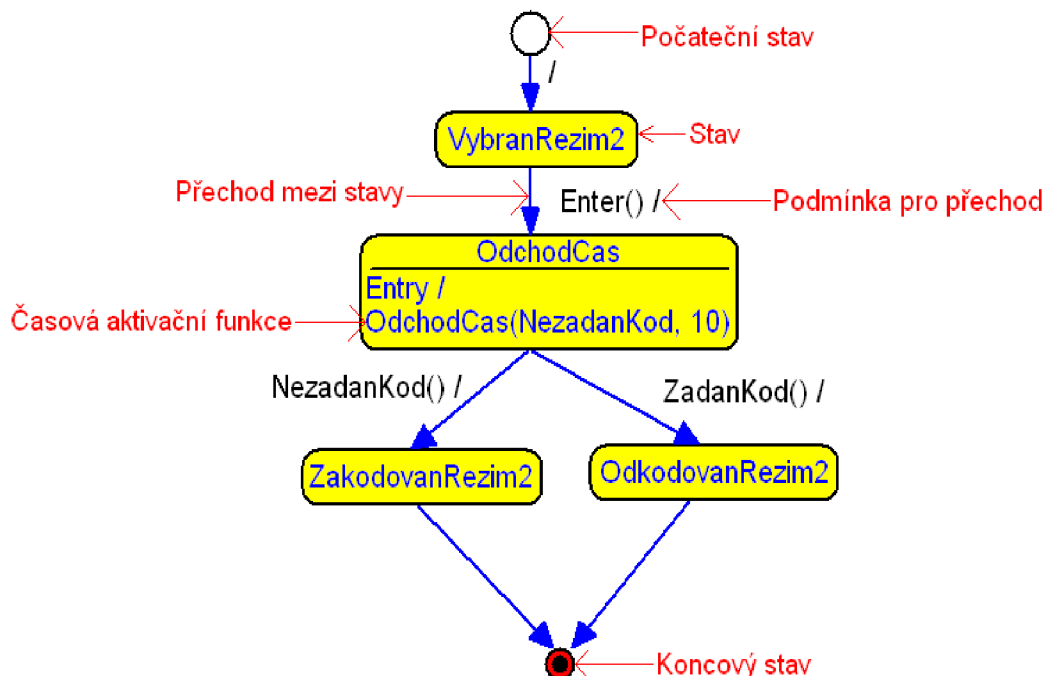 Počateční stav
/
VybranRezim2
Stav
Přechod mezi stavy
Enter() /
Podmínka pro přechod
OdchodCas
Entry /
Časová aktivační funkce
OdchodCas(NezadanKod, 10)
NezadanKod() /
ZadanKod() /
ZakodovanRezim2
OdkodovanRezim2
Koncový stav